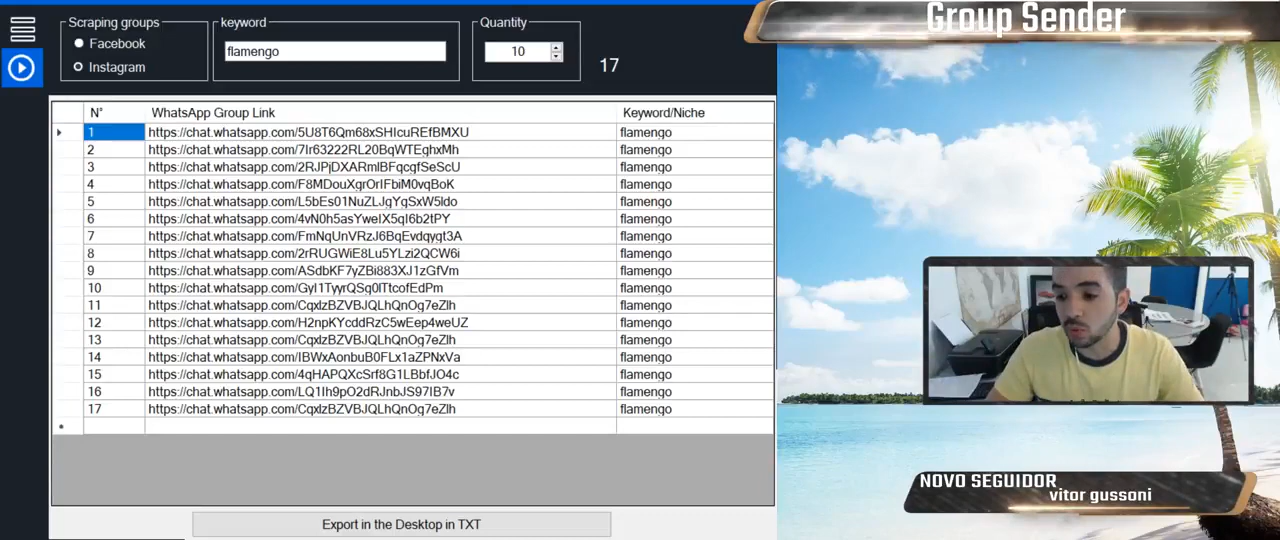 Scraping groups
Facebook
Instagram
keyword
flamengo
Quantity
10
17
Group Sender
N° WhatsApp Group Link Keyword/Niche
1 https://chat.whatsapp.com/5U8T6Qm68xSHIcuREfBMXU flamengo
2 https://chat.whatsapp.com/7Ir63222RL20BqWTEghxMh flamengo
3 https://chat.whatsapp.com/2RJPjDXARmlBFqcgfSeScU flamengo
4 https://chat.whatsapp.com/F8MDouXgrOrIFbiM0vqBoK flamengo
5 https://chat.whatsapp.com/L5bEs01NuZLJgYgSxW5ldo flamengo
6 https://chat.whatsapp.com/4vN0h5asYweIX5qI6b2tPY flamengo
7 https://chat.whatsapp.com/FmNqUnVRzJ6BqEvdqygt3A flamengo
8 https://chat.whatsapp.com/2rRUGWiE8Lu5YLzi2QCW6i flamengo
9 https://chat.whatsapp.com/ASdbKF7yZBi883XJ1zGfVm flamengo
10 https://chat.whatsapp.com/Gyl1TyyrQSq0lTtcofEdPm flamengo
11 https://chat.whatsapp.com/CqxlzBZVBJQLhQnOg7eZlh flamengo
12 https://chat.whatsapp.com/H2npKYcddRzC5wEep4weUZ flamengo
13 https://chat.whatsapp.com/CqxlzBZVBJQLhQnOg7eZlh flamengo
14 https://chat.whatsapp.com/IBWxAonbuB0FLx1aZPNxVa flamengo
15 https://chat.whatsapp.com/4qHAPQXcSrf8G1LBbfJO4c flamengo
16 https://chat.whatsapp.com/LQ1Ih9pO2dRJnbJS97IB7v flamengo
17 https://chat.whatsapp.com/CqxlzBZVBJQLhQnOg7eZlh flamengo
Export in the Desktop in TXT
NOVO SEGUIDOR
vitor gussoni